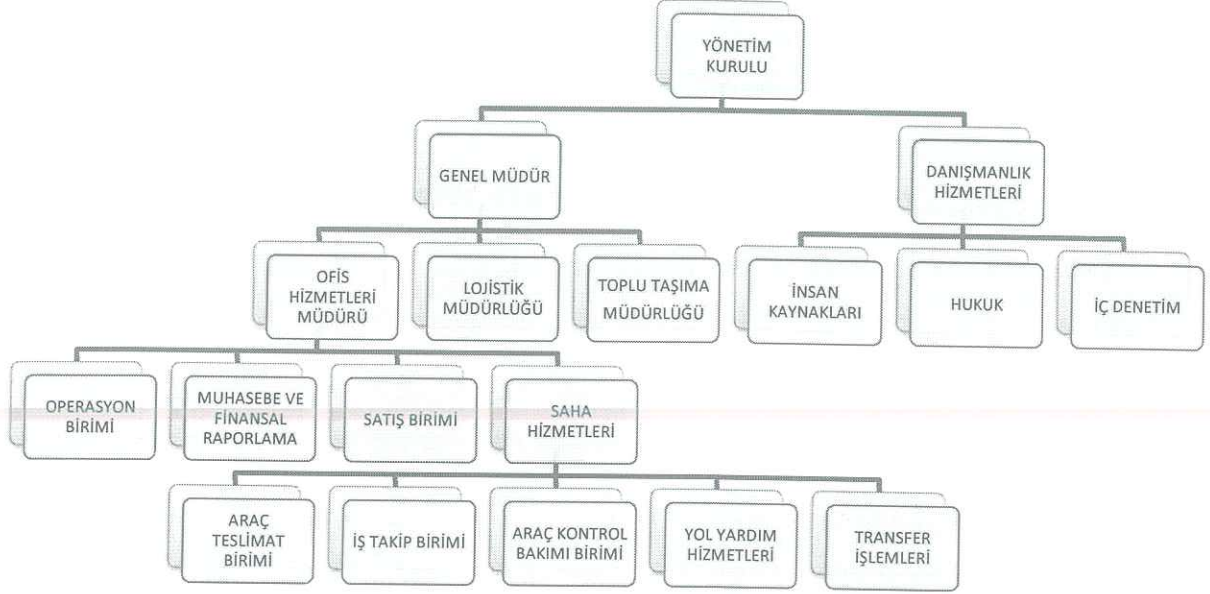 YÖNETİM
KURULU
GENEL MÜDÜR
DANIŞMANLIK
HİZMETLERİ
OFİS
HİZMETLERİ
MÜDÜRÜ
LOJİSTİK
MÜDÜRLÜĞÜ
TOPLU TAŞIMA
MÜDÜRLÜĞÜ
İNSAN
KAYNAKLARI
HUKUK
İÇ DENETİM
OPERASYON
BİRİMİ
MUHASEBE VE
FİNANSAL
RAPORLAMA
SATIŞ BİRİMİ
SAHA
HİZMETLERİ
ARAÇ
TESLİMAT
BİRİMİ
İŞ TAKİP BİRİMİ
ARAÇ KONTROL
BAKIMI BİRİMİ
YOL YARDIM
HİZMETLERİ
TRANSFER
İŞLEMLERİ